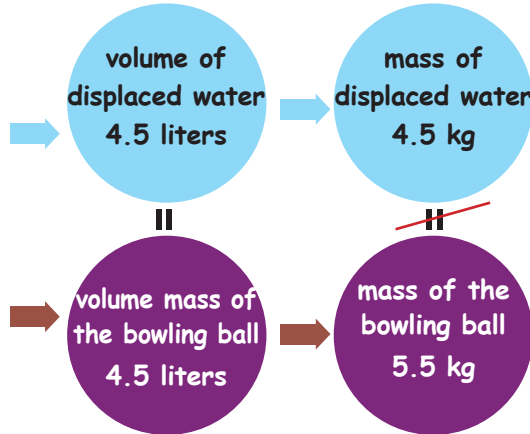 volume of
displaced water
4.5 liters
mass of
displaced water
4.5 kg
volume mass of
the bowling ball
4.5 liters
mass of the
bowling ball
5.5 kg